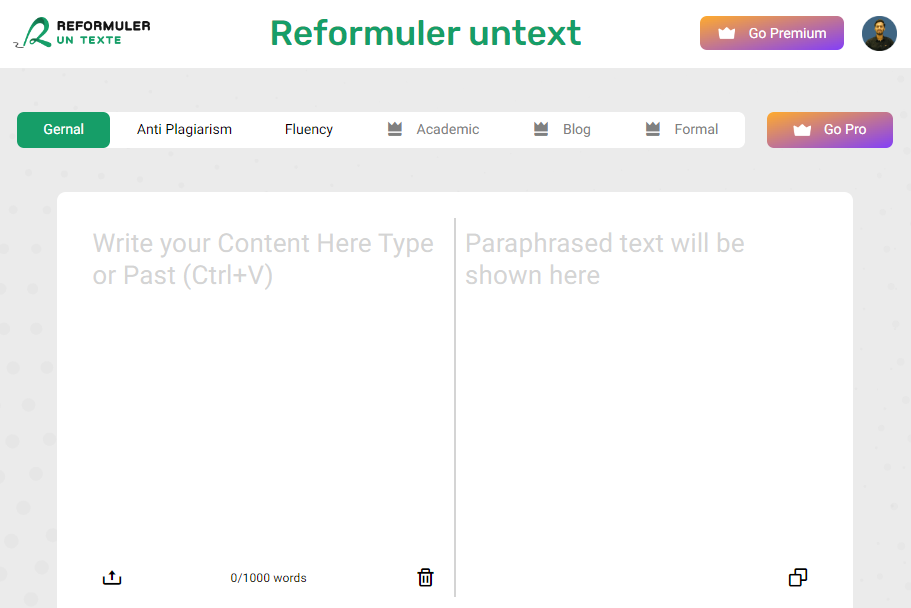 REFORMULER
UN TEXTE
Reformuler untext
Go Premium
Gernal
Anti Plagiarism
Fluency
Academic
Blog
Formal
Go Pro
Write your Content Here Type
or Past (Ctrl+V)
Paraphrased text will be
shown here
0/1000 words